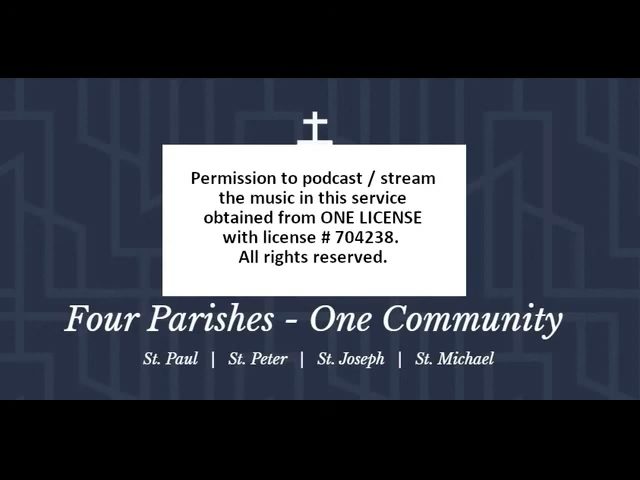 Permission to podcast / stream
the music in this service
obtained from ONE LICENSE
with license # 704238.
All rights reserved.
Four Parishes - One Community
St. Paul | St. Peter | St. Joseph | St. Michael